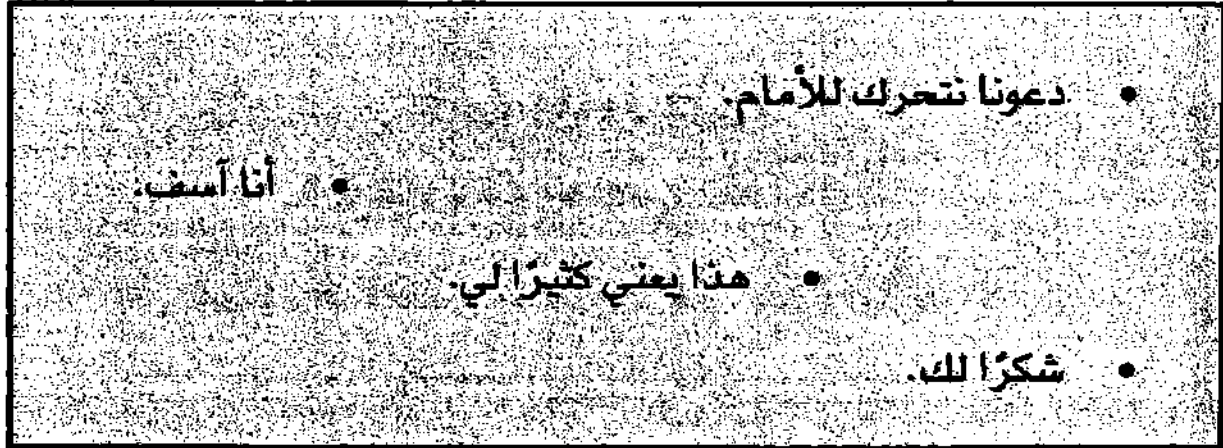 • دعونا نتحرك للأمام.
• أنا آسف.
• هذا يعني كثيرًا لي.
• شكرًا لك.